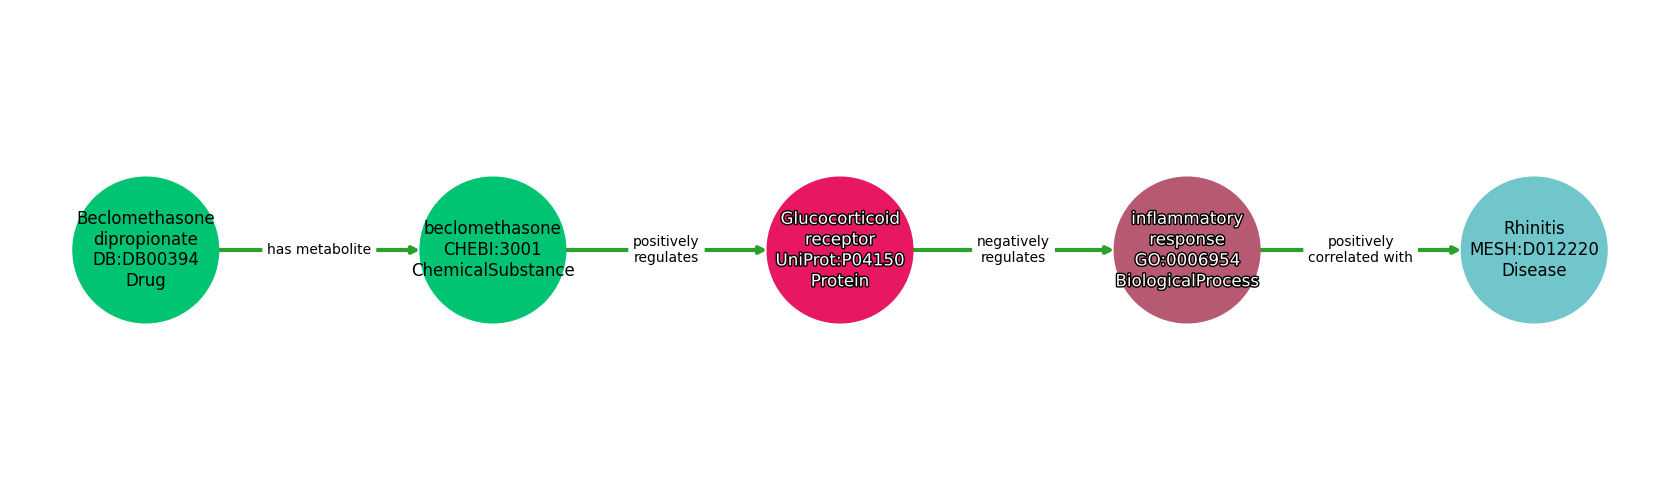 Beclomethasone
dipropionate
DB:DB00394
Drug
has metabolite
beclomethasone
CHEBI:3001
ChemicalSubstance
positively
regulates
Glucocorticoid
receptor
UniProt:P04150
Protein
negatively
regulates
inflammatory
response
GO:0006954
BiologicalProcess
positively
correlated with
Rhinitis
MESH:D012220
Disease